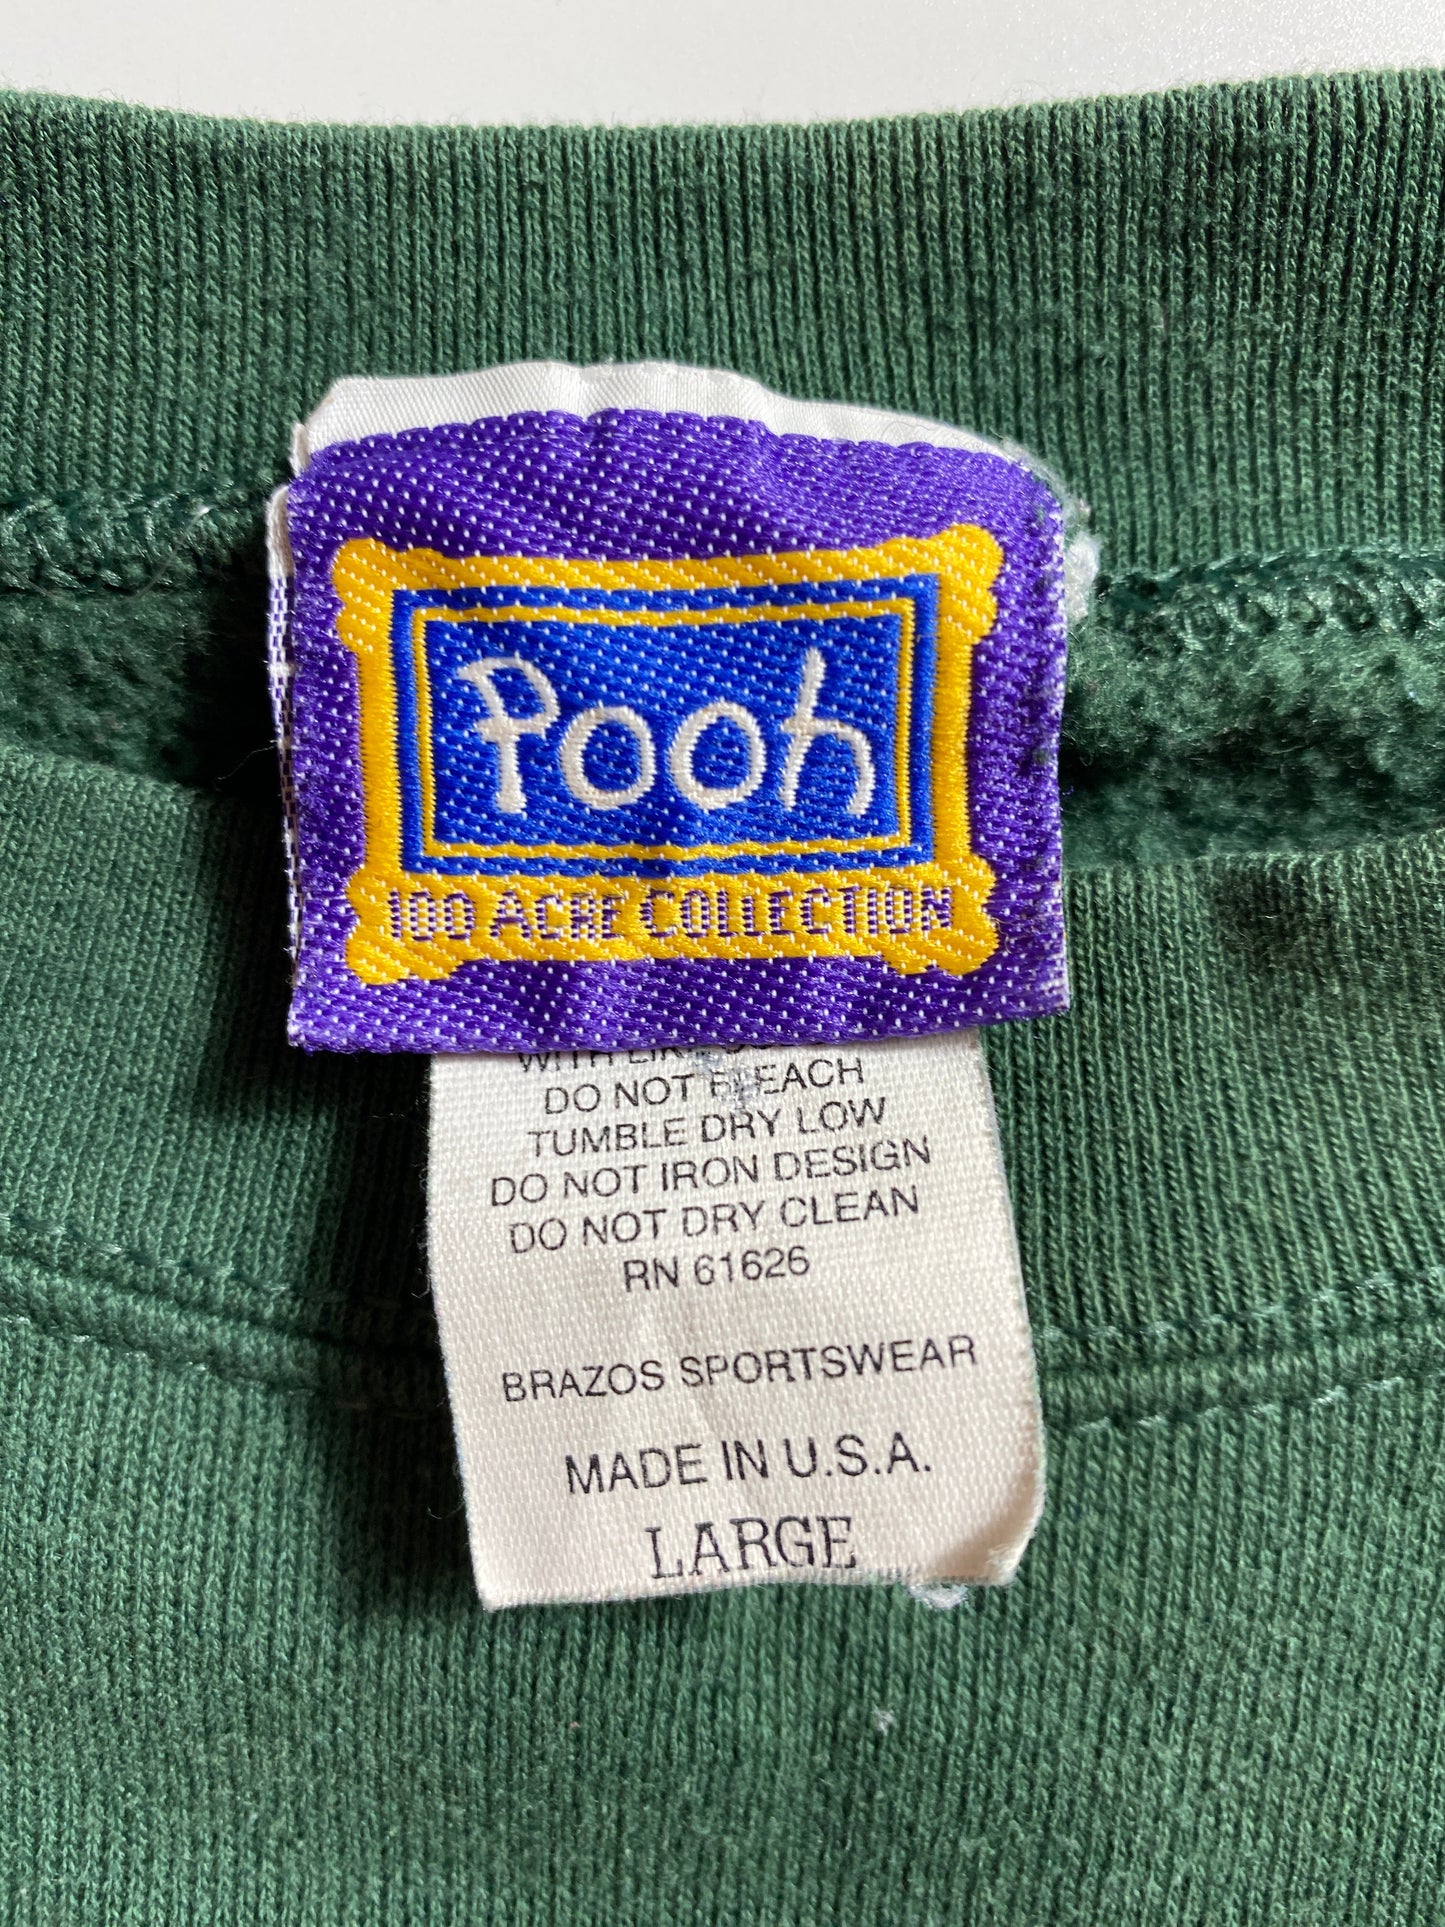 Pooh
100 ACRE COLLECTION
WITH
DO NOT BLEACH
TUMBLE DRY LOW
DO NOT IRON DESIGN
DO NOT DRY CLEAN
RN 61626
BRAZOS SPORTSWEAR
MADE IN U.S.A.
LARGE